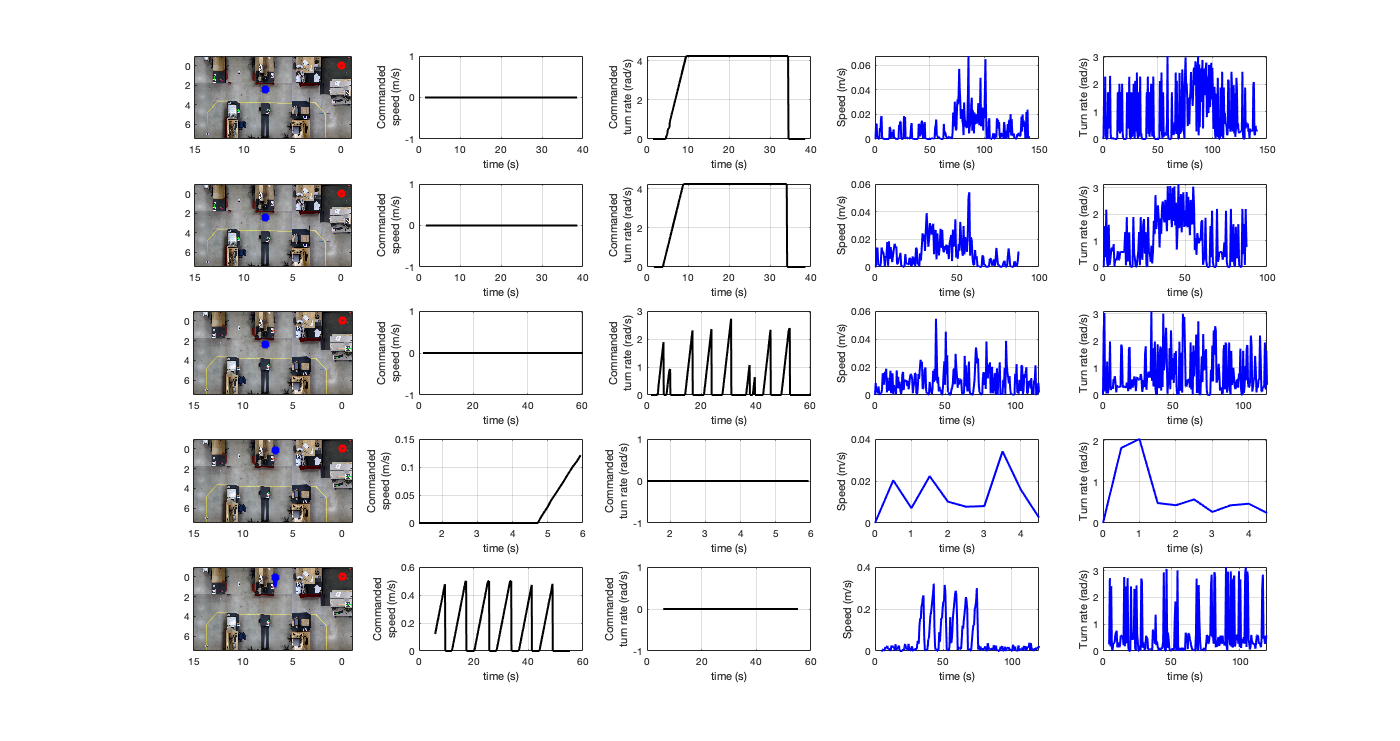 0
2
4
6
15 10 5 0
Commanded
speed (m/s)
1
0
-1
0 10 20 30 40
time (s)
Commanded
turn rate (rad/s)
4
2
0
0 10 20 30 40
time (s)
Speed (m/s)
0.06
0.04
0.02
0
0 50 100 150
time (s)
Turn rate (rad/s)
3
2
1
0
0 50 100 150
time (s)
0
2
4
6
15 10 5 0
Commanded
speed (m/s)
1
0
-1
0 10 20 30 40
time (s)
Commanded
turn rate (rad/s)
4
2
0
0 10 20 30 40
time (s)
Speed (m/s)
0.06
0.04
0.02
0
0 50 100
time (s)
Turn rate (rad/s)
3
2
1
0
0 50 100
time (s)
0
2
4
6
15 10 5 0
Commanded
speed (m/s)
1
0
-1
0 20 40 60
time (s)
Commanded
turn rate (rad/s)
3
2
1
0
0 20 40 60
time (s)
Speed (m/s)
0.06
0.04
0.02
0
0 50 100
time (s)
Turn rate (rad/s)
3
2
1
0
0 50 100
time (s)
0
2
4
6
15 10 5 0
Commanded
speed (m/s)
0.15
0.1
0.05
0
2 3 4 5 6
time (s)
Commanded
turn rate (rad/s)
1
0
-1
2 3 4 5 6
time (s)
Speed (m/s)
0.04
0.02
0
0 1 2 3 4
time (s)
Turn rate (rad/s)
2
1
0
0 1 2 3 4
time (s)
0
2
4
6
15 10 5 0
Commanded
speed (m/s)
0.6
0.4
0.2
0
0 20 40 60
time (s)
Commanded
turn rate (rad/s)
1
0
-1
0 20 40 60
time (s)
Speed (m/s)
0.4
0.2
0
0 50 100
time (s)
Turn rate (rad/s)
3
2
1
0
0 50 100
time (s)